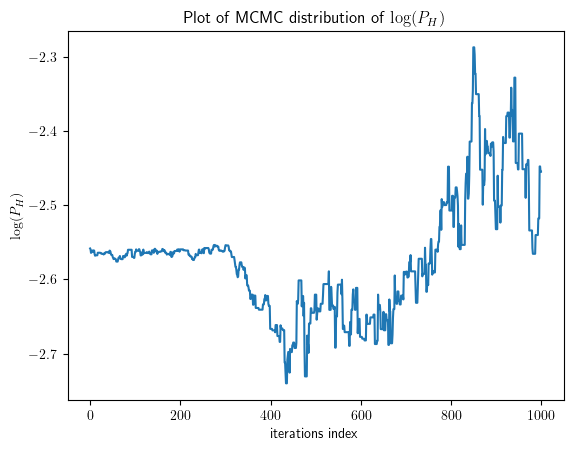 Plot of MCMC distribution of log(P_H)
−2.3
−2.4
−2.5
−2.6
−2.7
log(P_H)
0 200 400 600 800 1000
iterations index